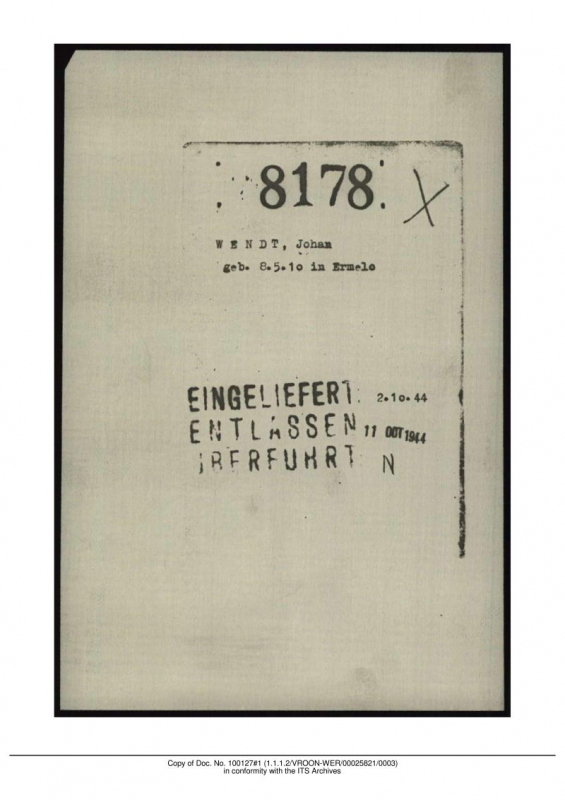 8178.
X
WENDT, Johan
geb. 8.5.10 in Ermelo
EINGELIEFERT: 2.10.44
ENTLASSEN 11 OCT 1944
ÜBERFUHRT N
Copy of Doc. No. 100127#1 (1.1.1.2/VROON-WER/00025821/0003)
in conformity with the ITS Archives